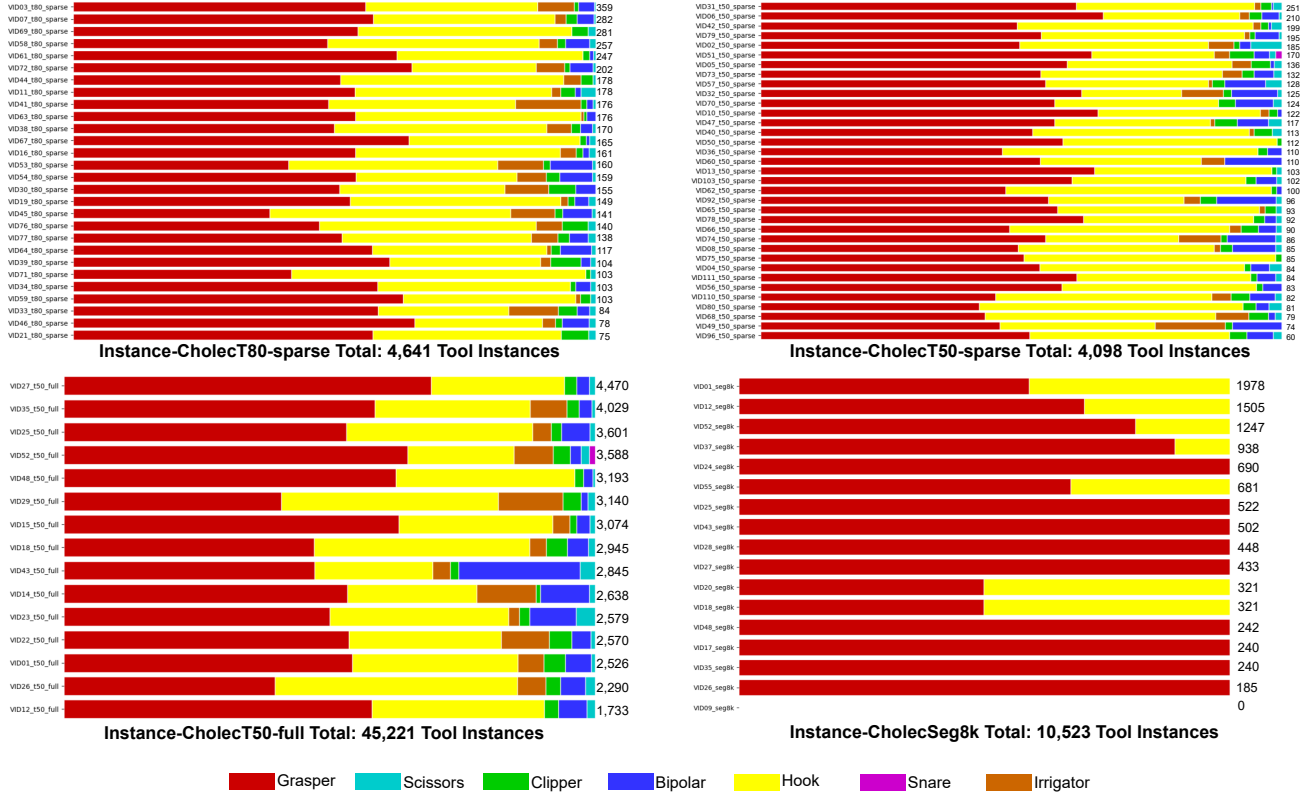 VID03_t80_sparse 359
VID07_t80_sparse 282
VID69_t80_sparse 281
VID58_t80_sparse 257
VID61_t80_sparse 247
VID72_t80_sparse 202
VID44_t80_sparse 178
VID11_t80_sparse 178
VID41_t80_sparse 176
VID63_t80_sparse 176
VID38_t80_sparse 170
VID67_t80_sparse 165
VID16_t80_sparse 161
VID53_t80_sparse 160
VID54_t80_sparse 159
VID30_t80_sparse 155
VID19_t80_sparse 149
VID45_t80_sparse 141
VID76_t80_sparse 140
VID77_t80_sparse 138
VID64_t80_sparse 117
VID39_t80_sparse 104
VID71_t80_sparse 103
VID34_t80_sparse 103
VID59_t80_sparse 103
VID33_t80_sparse 84
VID46_t80_sparse 78
VID21_t80_sparse 75
Instance-CholecT80-sparse Total: 4,641 Tool Instances
VID31_t50_sparse 251
VID06_t50_sparse 210
VID42_t50_sparse 199
VID79_t50_sparse 195
VID02_t50_sparse 185
VID51_t50_sparse 170
VID05_t50_sparse 136
VID73_t50_sparse 132
VID57_t50_sparse 128
VID32_t50_sparse 125
VID70_t50_sparse 124
VID10_t50_sparse 122
VID47_t50_sparse 117
VID40_t50_sparse 113
VID50_t50_sparse 112
VID36_t50_sparse 110
VID60_t50_sparse 110
VID13_t50_sparse 103
VID103_t50_sparse 102
VID62_t50_sparse 100
VID92_t50_sparse 96
VID65_t50_sparse 93
VID78_t50_sparse 92
VID66_t50_sparse 90
VID74_t50_sparse 86
VID08_t50_sparse 85
VID75_t50_sparse 85
VID04_t50_sparse 84
VID111_t50_sparse 84
VID56_t50_sparse 83
VID110_t50_sparse 82
VID80_t50_sparse 81
VID68_t50_sparse 79
VID49_t50_sparse 74
VID96_t50_sparse 60
Instance-CholecT50-sparse Total: 4,098 Tool Instances
VID27_t50_full 4,470
VID35_t50_full 4,029
VID25_t50_full 3,601
VID52_t50_full 3,588
VID48_t50_full 3,193
VID29_t50_full 3,140
VID15_t50_full 3,074
VID18_t50_full 2,945
VID43_t50_full 2,845
VID14_t50_full 2,638
VID23_t50_full 2,579
VID22_t50_full 2,570
VID01_t50_full 2,526
VID26_t50_full 2,290
VID12_t50_full 1,733
Instance-CholecT50-full Total: 45,221 Tool Instances
VID01_seg8k 1978
VID12_seg8k 1505
VID52_seg8k 1247
VID37_seg8k 938
VID24_seg8k 690
VID55_seg8k 681
VID25_seg8k 522
VID43_seg8k 502
VID28_seg8k 448
VID27_seg8k 433
VID20_seg8k 321
VID18_seg8k 321
VID48_seg8k 242
VID17_seg8k 240
VID35_seg8k 240
VID26_seg8k 185
VID09_seg8k 0
Instance-CholecSeg8k Total: 10,523 Tool Instances
Grasper Scissors Clipper Bipolar Hook Snare Irrigator